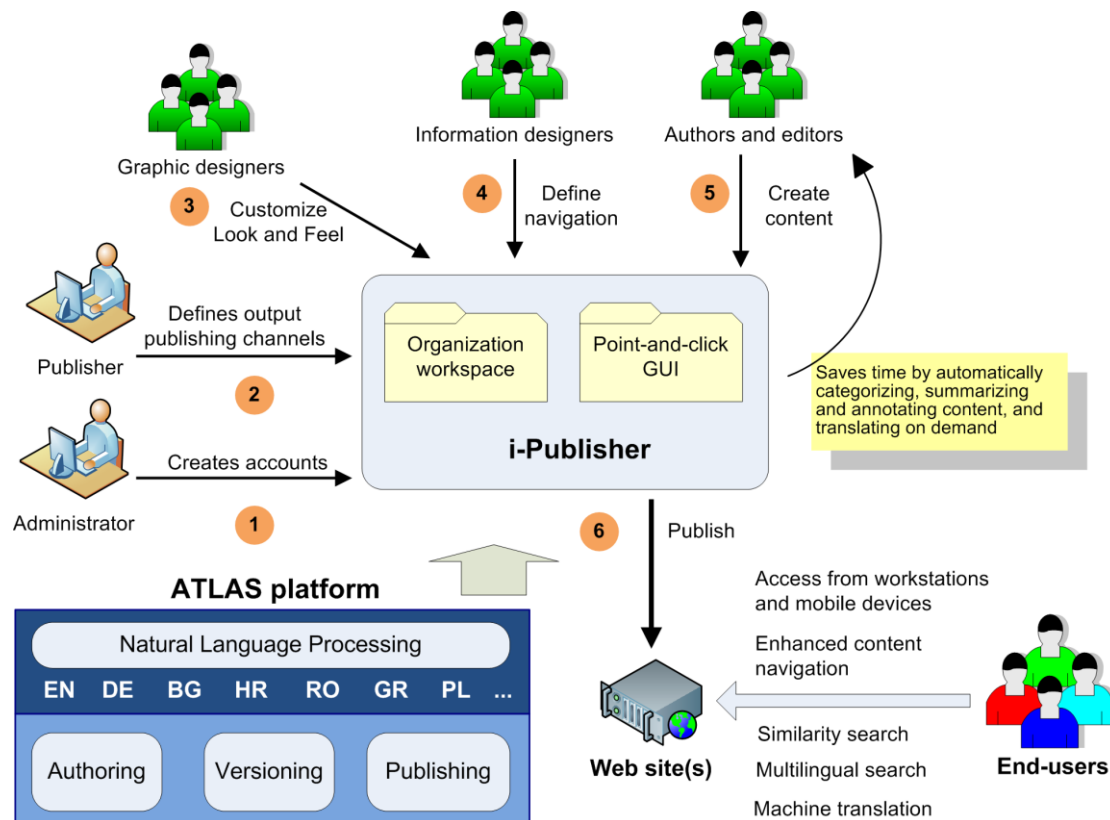 Graphic designers
Information designers
Authors and editors
3
Customize
Look and Feel
4
Define
navigation
5
Create
content
Publisher
Defines output
publishing channels
2
Organization
workspace
Point-and-click
GUI
i-Publisher
Saves time by automatically
categorizing, summarizing
and annotating content, and
translating on demand
Administrator
Creates accounts
1
6
Publish
ATLAS platform
Natural Language Processing
EN DE BG HR RO GR PL ...
Authoring
Versioning
Publishing
Web site(s)
Access from workstations
and mobile devices
Enhanced content
navigation
Similarity search
Multilingual search
Machine translation
End-users